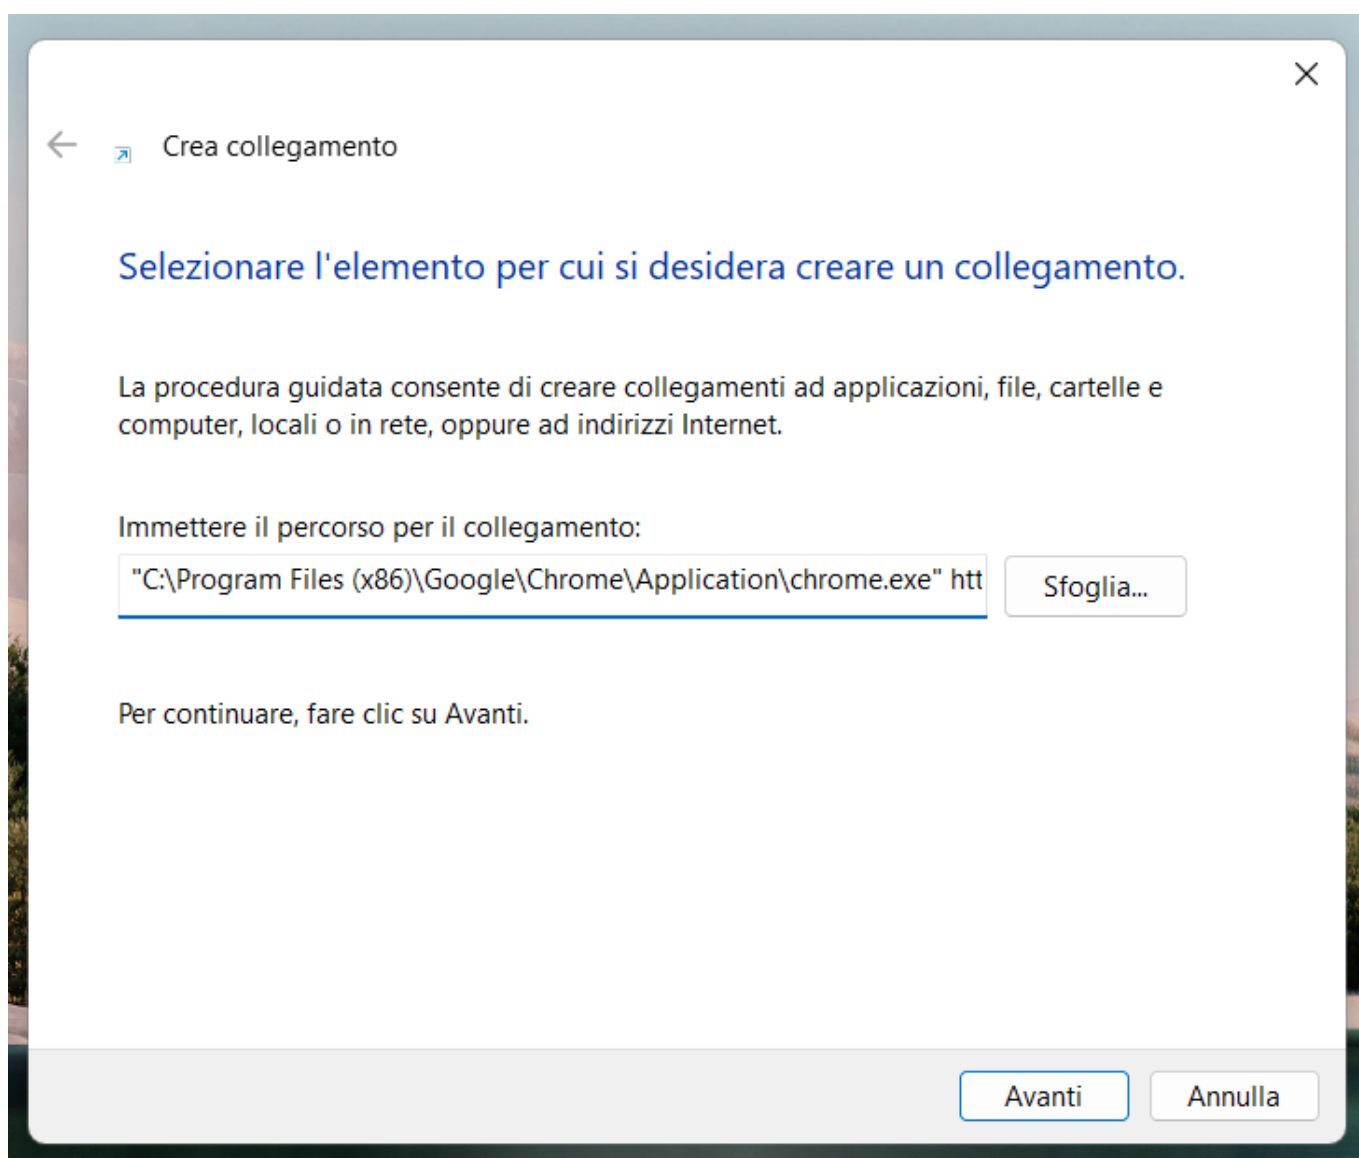 Crea collegamento
Selezionare l'elemento per cui si desidera creare un collegamento.
La procedura guidata consente di creare collegamenti ad applicazioni, file, cartelle e
computer, locali o in rete, oppure ad indirizzi Internet.
Immettere il percorso per il collegamento:
"C:\Program Files (x86)\Google\Chrome\Application\chrome.exe" htt
Sfoglia...
Per continuare, fare clic su Avanti.
Avanti
Annulla